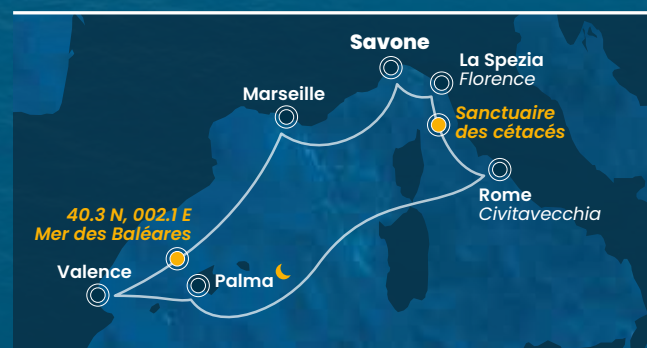 Savone
La Spezia
Florence
Marseille
Sanctuaire
des cétacés
Rome
Civitavecchia
40.3 N, 002.1 E
Mer des Baléares
Valence
Palma